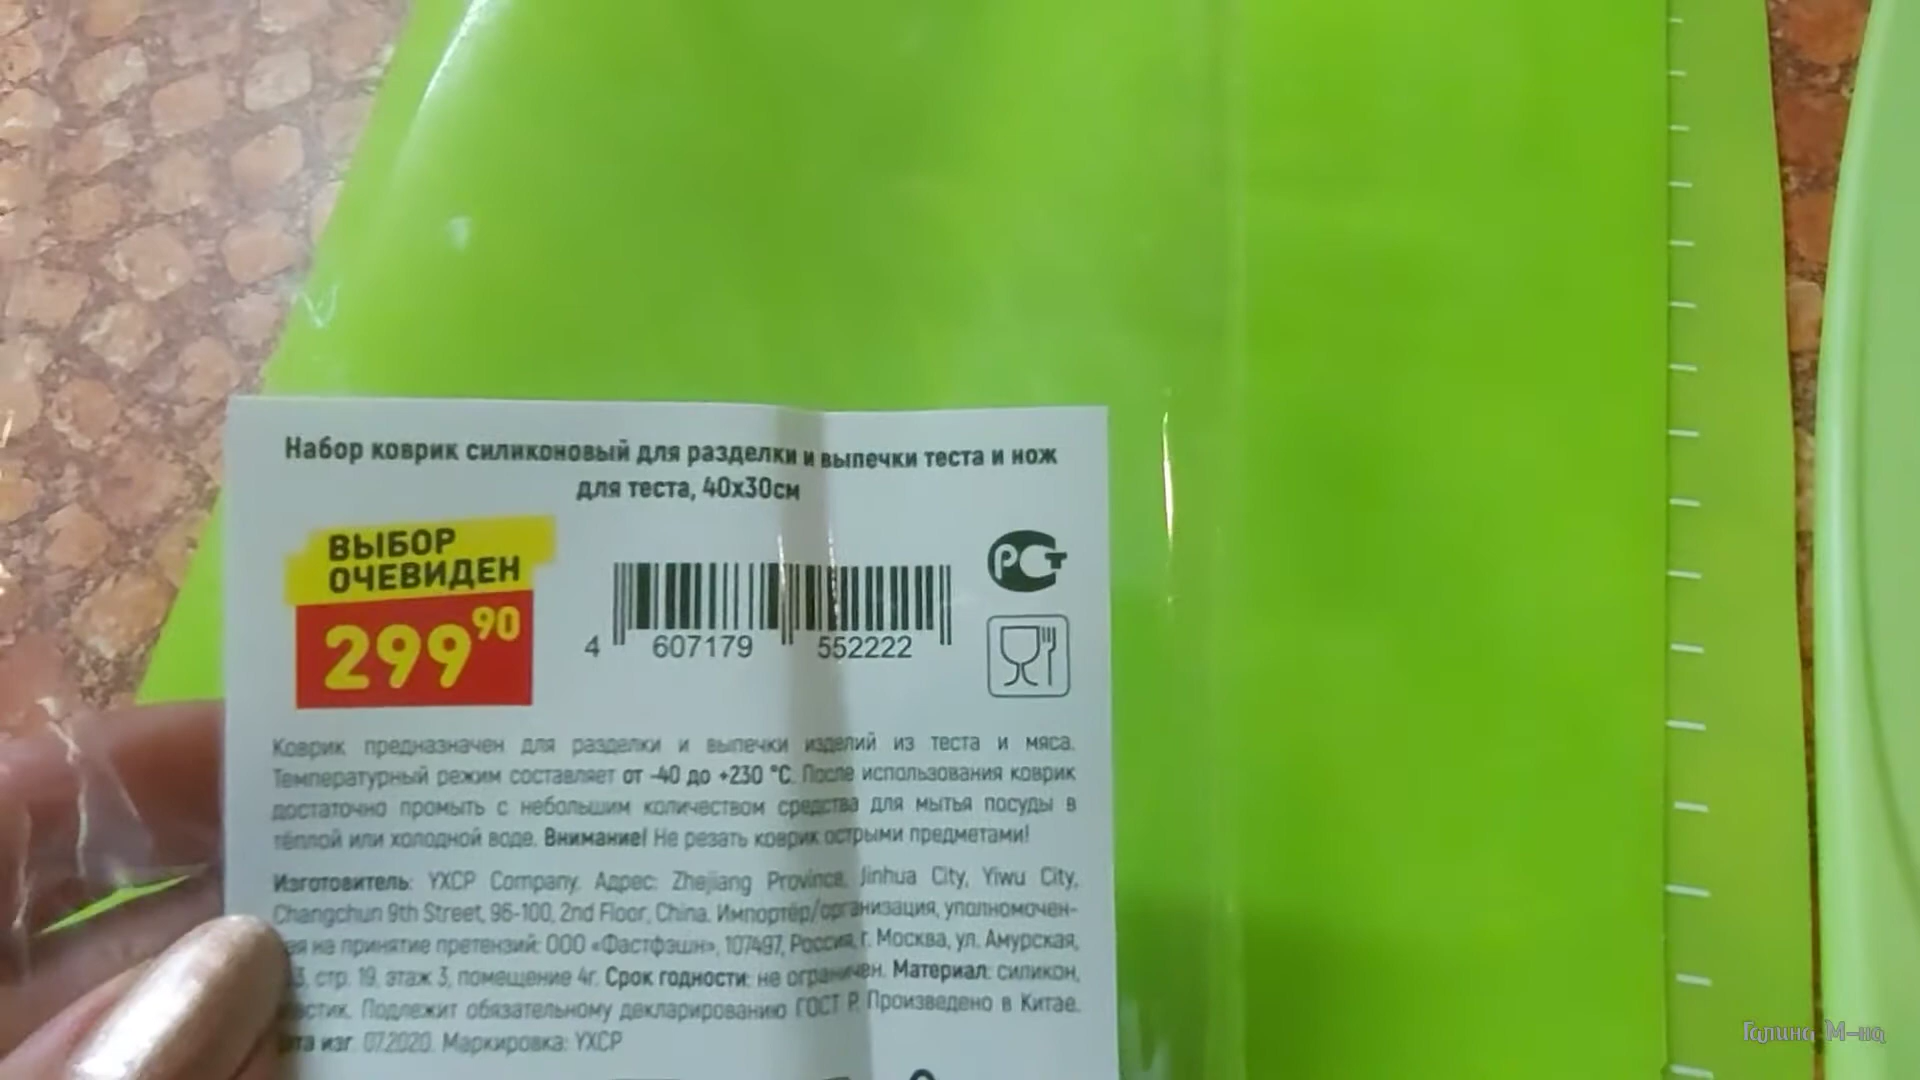 Набор коврик силиконовый для разделки и выпечки теста и нож
для теста, 40х30см
ВЫБОР
ОЧЕВИДЕН
299 90
4 607179 552222
РСТ
Коврик предназначен для разделки и выпечки изделий из теста и мяса.
Температурный режим составляет от -40 до +230 °С. После использования коврик
достаточно промыть с небольшим количеством средства для мытья посуды в
тёплой или холодной воде. Внимание! Не резать коврик острыми предметами!
Изготовитель: YXCP Company. Адрес: Zhejiang Province, Jinhua City, Yiwu City,
Changchun 9th Street, 96-100, 2nd Floor, China. Импортёр/организация, уполномочен-
на принятие претензий: ООО «Фастфэшн», 107497, Россия, г. Москва, ул. Амурская,
стр. 19, этаж 3, помещение 4г. Срок годности: не ограничен. Материал: силикон,
Подлежит обязательному декларированию ГОСТ Р. Произведено в Китае.
изг. 07.2020. Маркировка: YXCP
Галина М-на